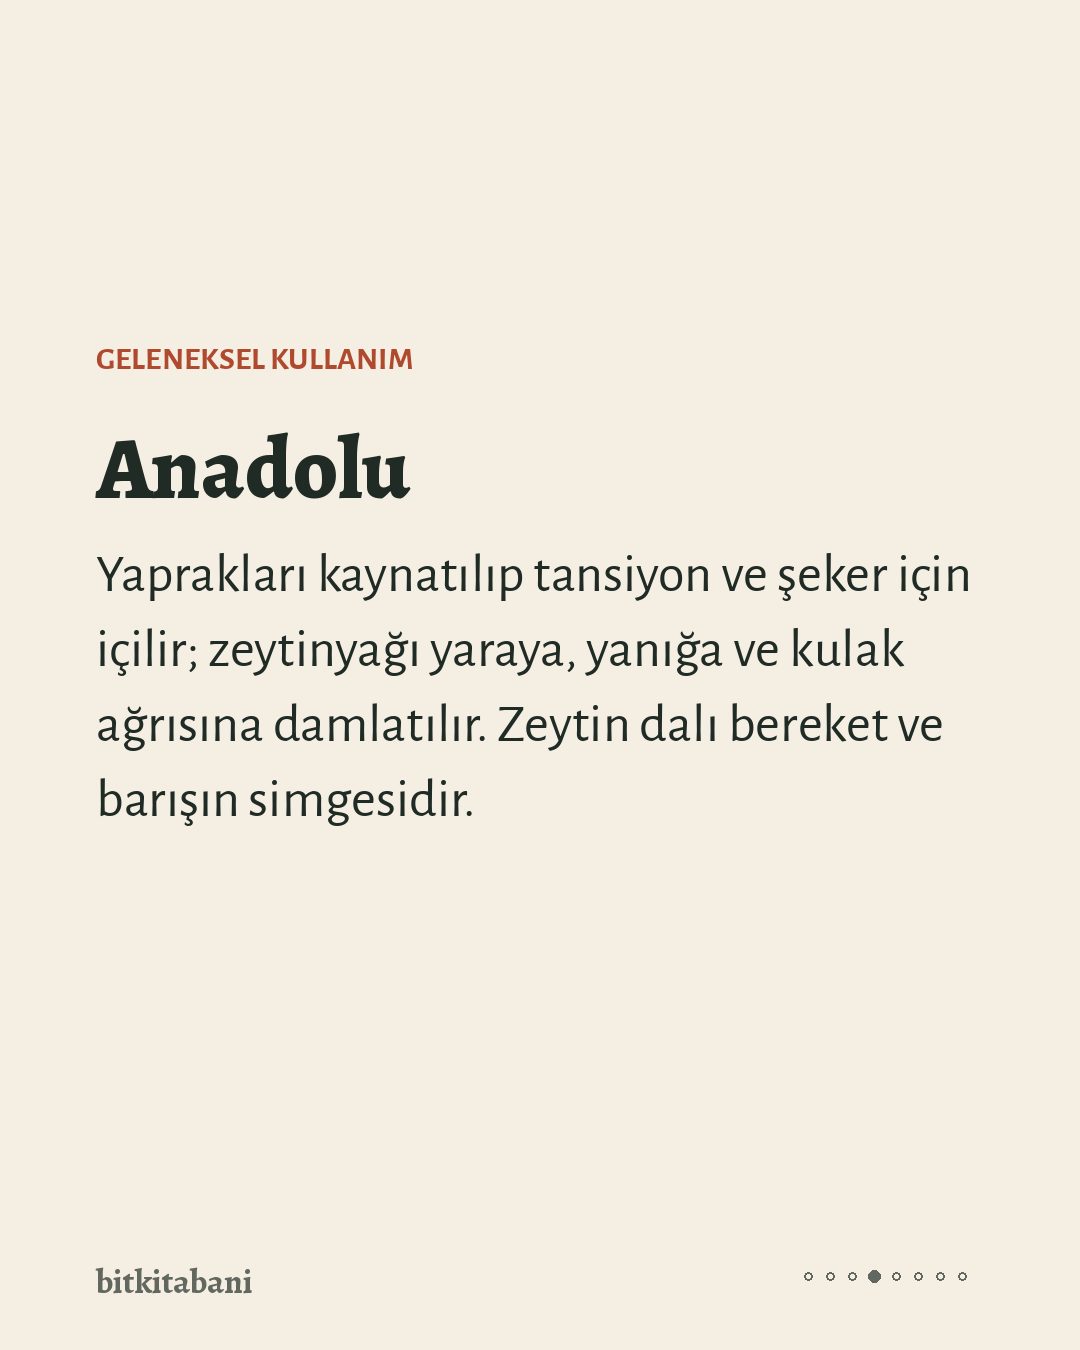 GELENEKSEL KULLANIM
Anadolu
Yaprakları kaynatılıp tansiyon ve şeker için
içilir; zeytinyağı yaraya, yanığa ve kulak
ağrısına damlatılır. Zeytin dalı bereket ve
barışın simgesidir.
bitkitabani